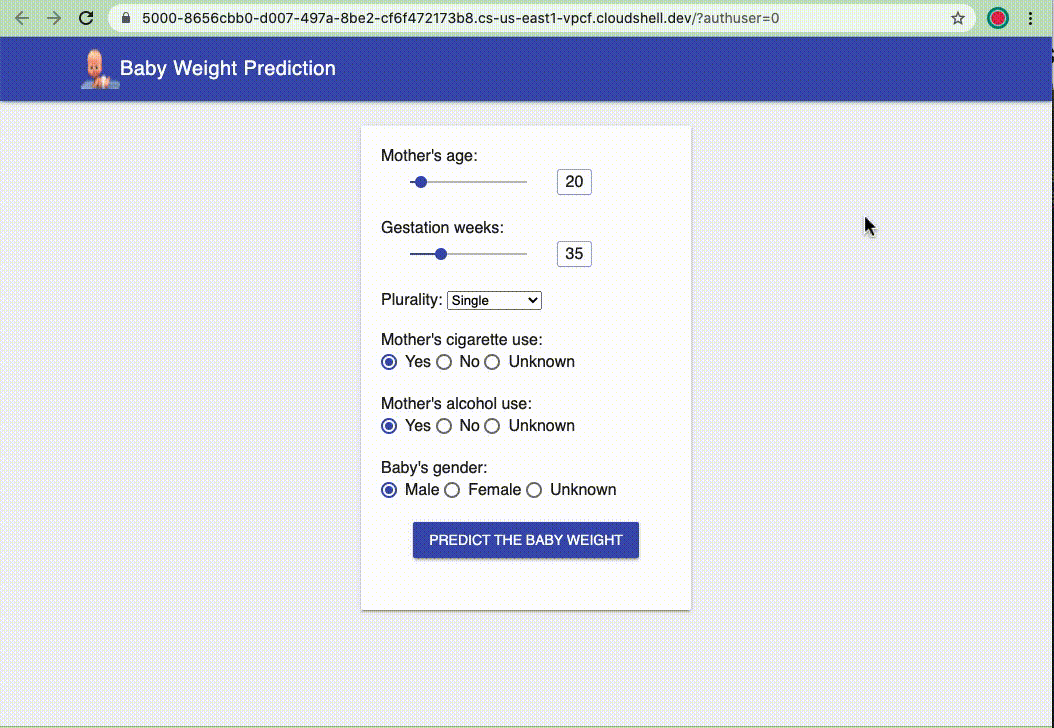 5000-8656cbb0-d007-497a-8be2-cf6f472173b8.cs-us-east1-vpcf.cloudshell.dev/?authuser=0
Baby Weight Prediction
Mother's age:
20
Gestation weeks:
35
Plurality: Single
Mother's cigarette use:
Yes No Unknown
Mother's alcohol use:
Yes No Unknown
Baby's gender:
Male Female Unknown
PREDICT THE BABY WEIGHT